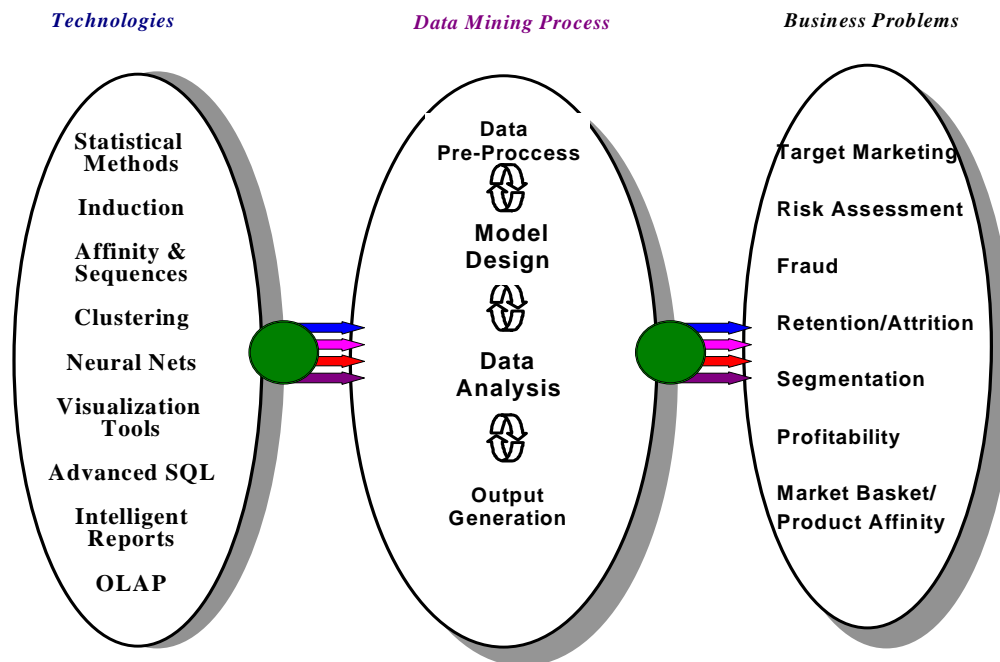 Technologies
Data Mining Process
Business Problems
Statistical
Methods
Induction
Affinity &
Sequences
Clustering
Neural Nets
Visualization
Tools
Advanced SQL
Intelligent
Reports
OLAP
Data
Pre-Proccess
Model
Design
Data
Analysis
Output
Generation
Target Marketing
Risk Assessment
Fraud
Retention/Attrition
Segmentation
Profitability
Market Basket/
Product Affinity